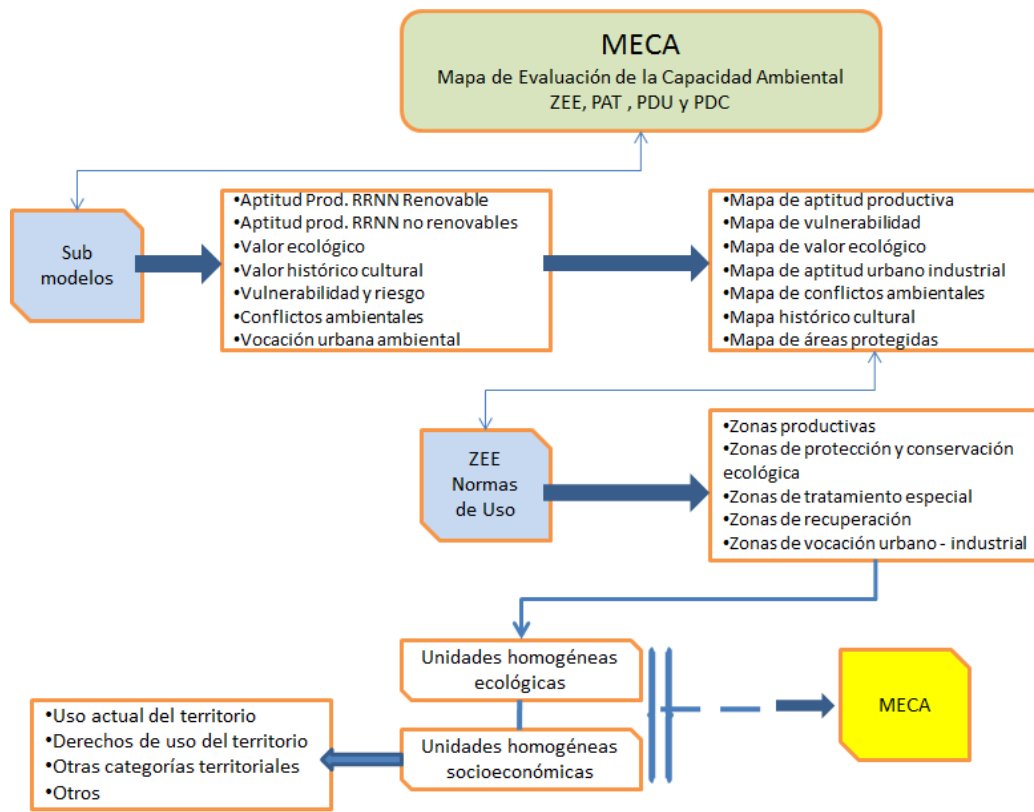 MECA
Mapa de Evaluación de la Capacidad Ambiental
ZEE, PAT , PDU y PDC
Sub
modelos
•Aptitud Prod. RRNN Renovable
•Aptitud prod. RRNN no renovables
•Valor ecológico
•Valor histórico cultural
•Vulnerabilidad y riesgo
•Conflictos ambientales
•Vocación urbana ambiental
•Mapa de aptitud productiva
•Mapa de vulnerabilidad
•Mapa de valor ecológico
•Mapa de aptitud urbano industrial
•Mapa de conflictos ambientales
•Mapa histórico cultural
•Mapa de áreas protegidas
ZEE
Normas
de Uso
•Zonas productivas
•Zonas de protección y conservación
ecológica
•Zonas de tratamiento especial
•Zonas de recuperación
•Zonas de vocación urbano - industrial
Unidades homogéneas
ecológicas
MECA
•Uso actual del territorio
•Derechos de uso del territorio
•Otras categorías territoriales
•Otros
Unidades homogéneas
socioeconómicas